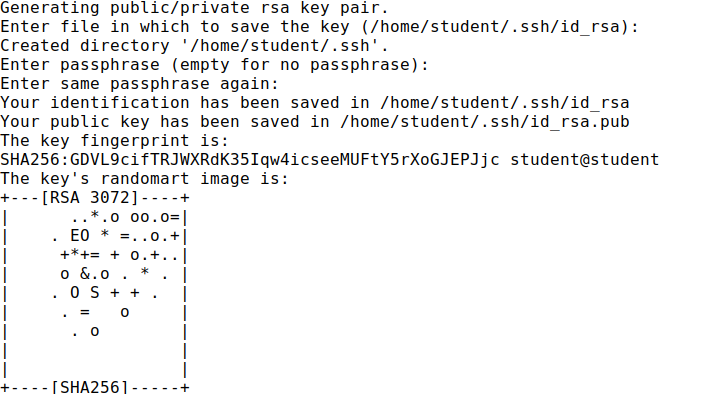 Generating public/private rsa key pair.
Enter file in which to save the key (/home/student/.ssh/id_rsa):
Created directory '/home/student/.ssh'.
Enter passphrase (empty for no passphrase):
Enter same passphrase again:
Your identification has been saved in /home/student/.ssh/id_rsa
Your public key has been saved in /home/student/.ssh/id_rsa.pub
The key fingerprint is:
SHA256:GDVL9cifTRJWXRdK35Iqw4icseeMUFtY5rXoGJEPJjc student@student
The key's randomart image is:
+---[RSA 3072]----+
|      ..*.o oo.o=|
|    . EO * =..o.+|
|     +*+= + o.+..|
|     o &.o . * . |
|    . O S + + .  |
|     . =   o     |
|      . o        |
|                 |
|                 |
+----[SHA256]-----+